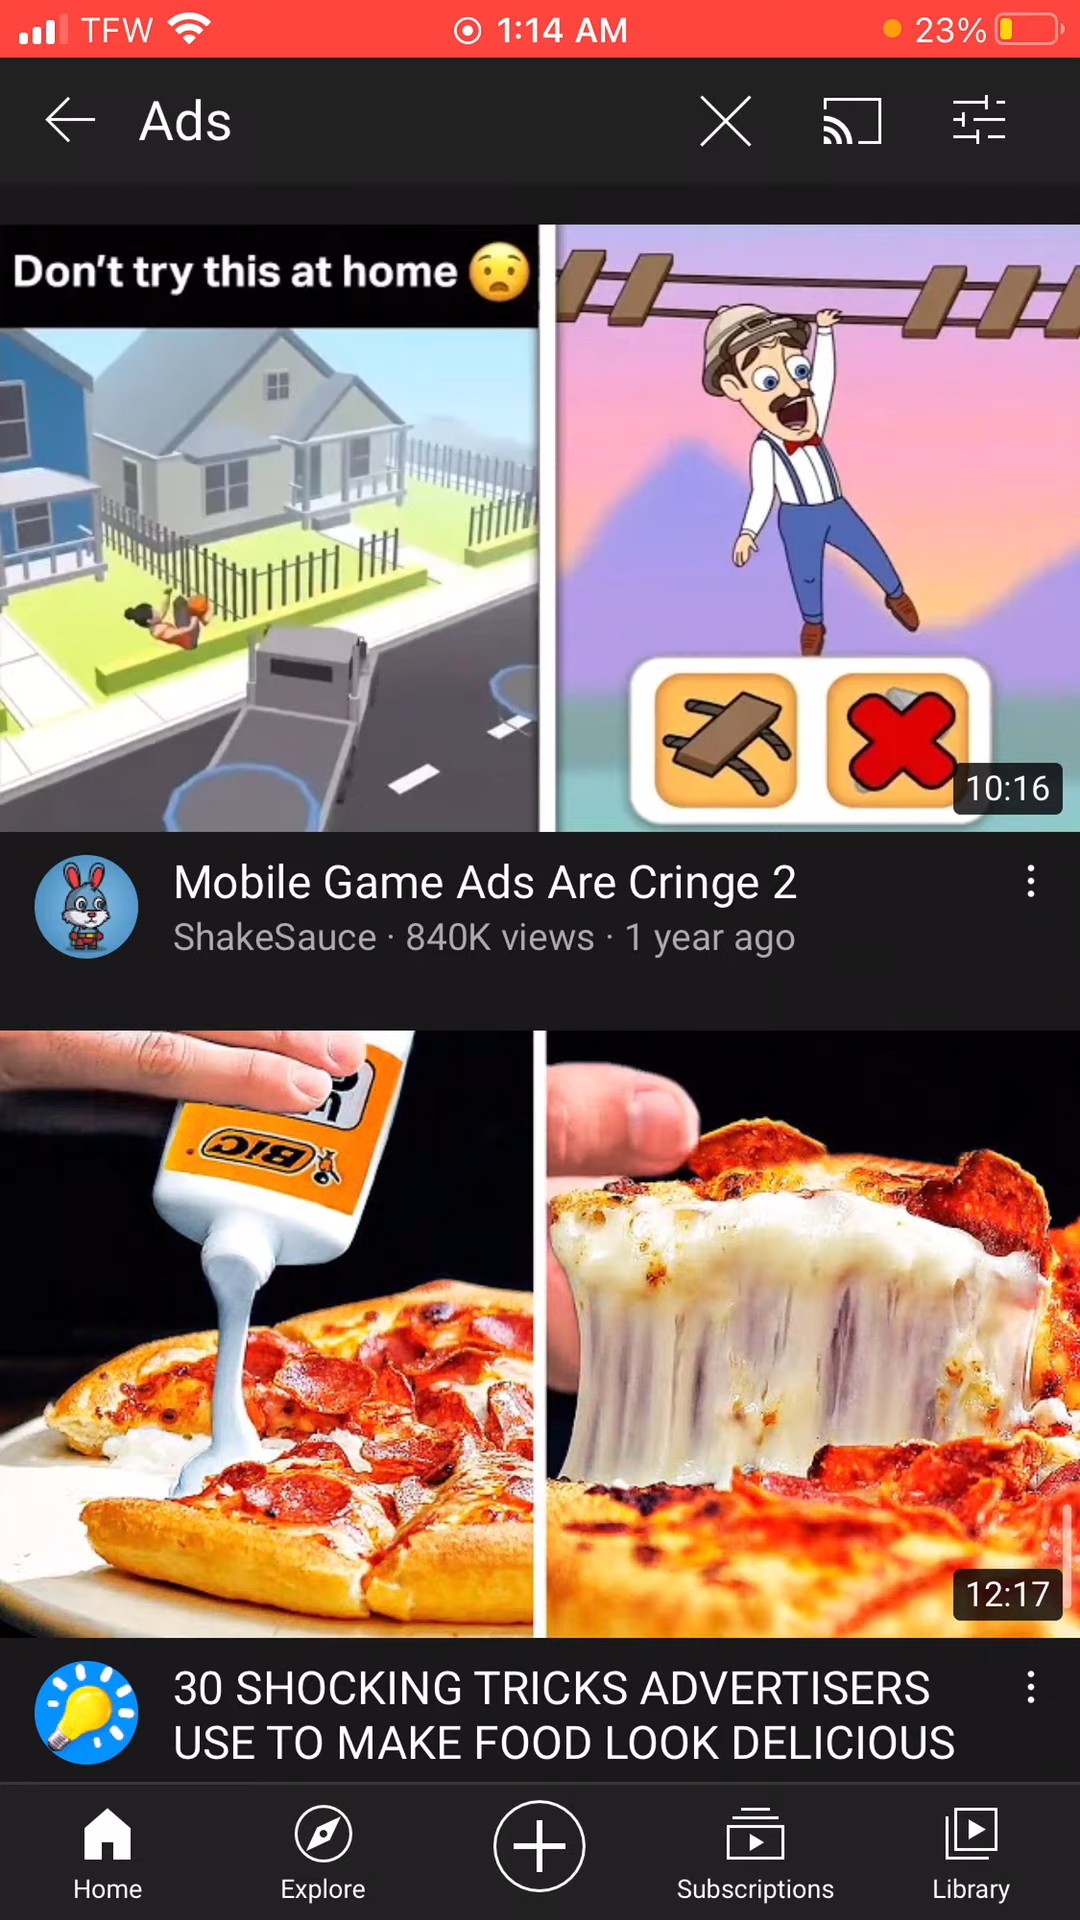 TFW 1:14 AM 23%
Ads
Don't try this at home 😧
10:16
Mobile Game Ads Are Cringe 2
ShakeSauce · 840K views · 1 year ago
BIC
12:17
30 SHOCKING TRICKS ADVERTISERS
USE TO MAKE FOOD LOOK DELICIOUS
Home Explore Subscriptions Library